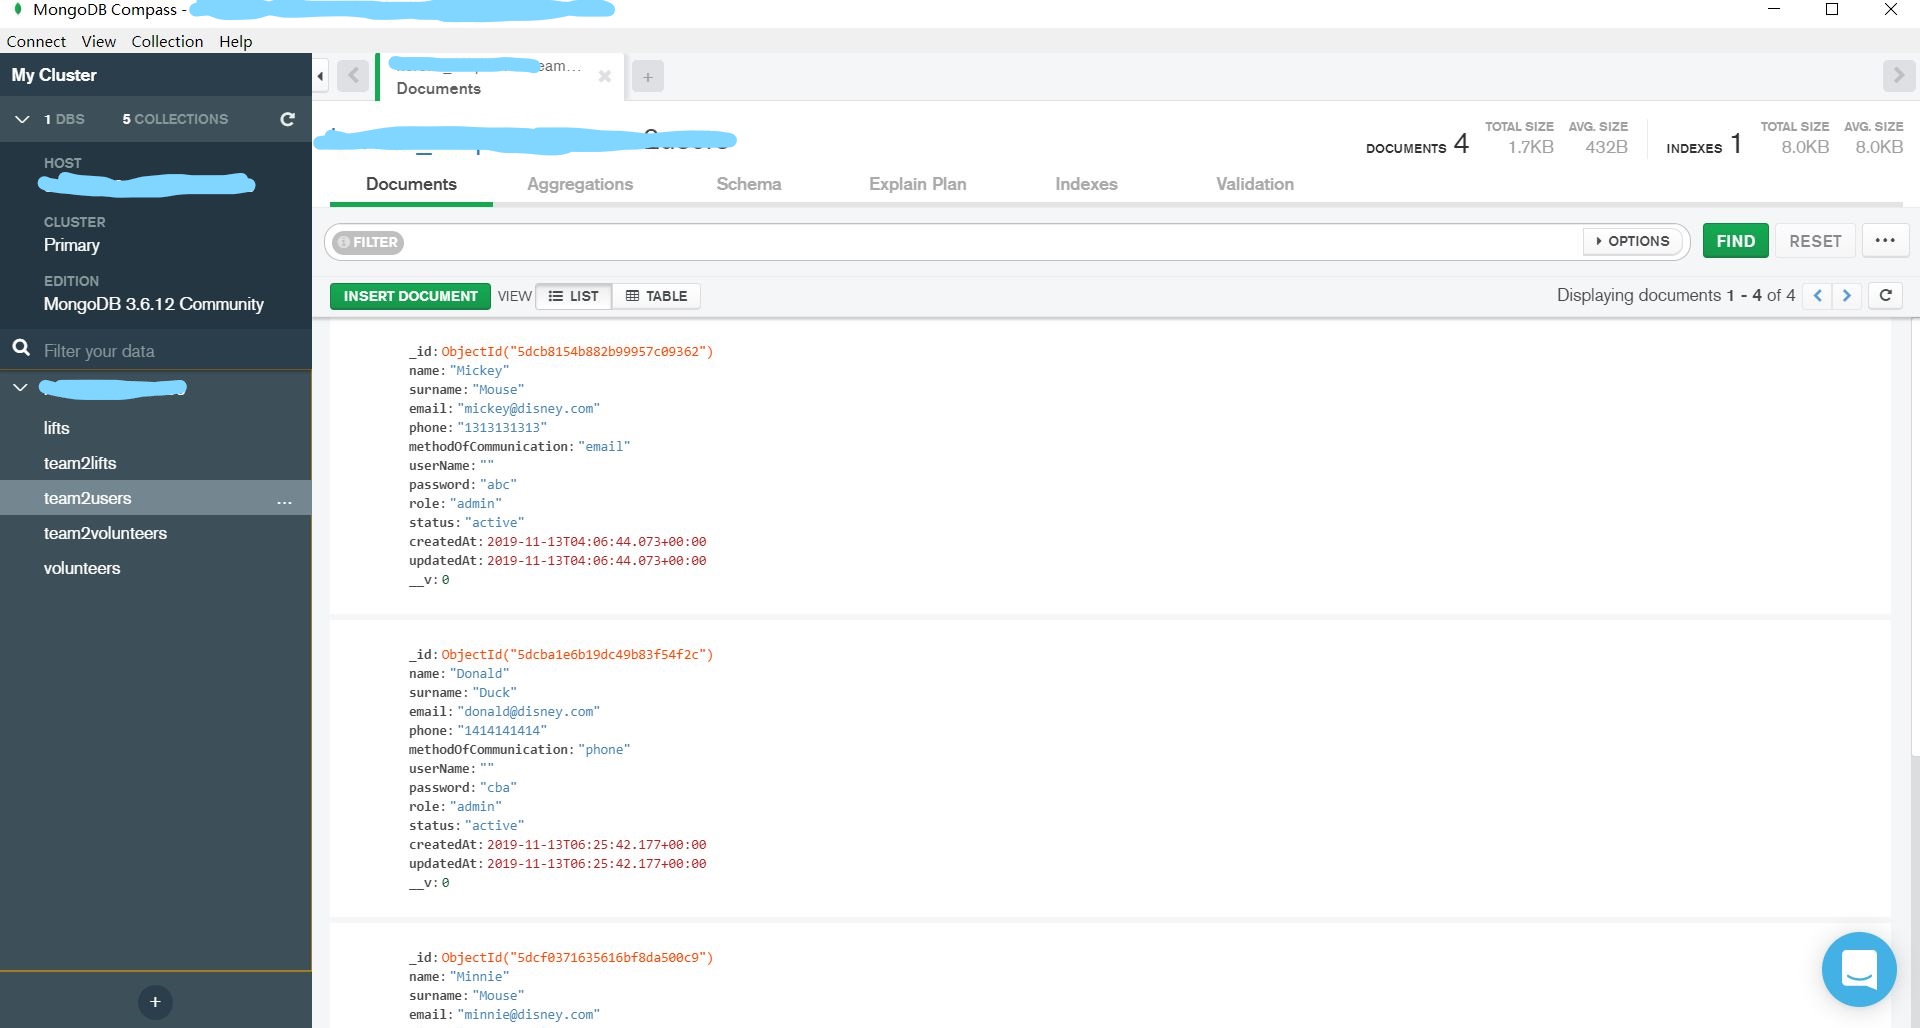 MongoDB Compass -
Connect View Collection Help
My Cluster
1 DBS 5 COLLECTIONS
HOST
CLUSTER
Primary
EDITION
MongoDB 3.6.12 Community
Filter your data
lifts
team2lifts
team2users ...
team2volunteers
volunteers
+
eam...
Documents
+
DOCUMENTS 4 TOTAL SIZE 1.7KB AVG. SIZE 432B INDEXES 1 TOTAL SIZE 8.0KB AVG. SIZE 8.0KB
Documents Aggregations Schema Explain Plan Indexes Validation
FILTER OPTIONS FIND RESET ...
INSERT DOCUMENT VIEW LIST TABLE Displaying documents 1 - 4 of 4
_id: ObjectId("5dcb8154b882b99957c09362")
name: "Mickey"
surname: "Mouse"
email: "mickey@disney.com"
phone: "1313131313"
methodOfCommunication: "email"
userName: ""
password: "abc"
role: "admin"
status: "active"
createdAt: 2019-11-13T04:06:44.073+00:00
updatedAt: 2019-11-13T04:06:44.073+00:00
__v: 0
_id: ObjectId("5dcba1e6b19dc49b83f54f2c")
name: "Donald"
surname: "Duck"
email: "donald@disney.com"
phone: "1414141414"
methodOfCommunication: "phone"
userName: ""
password: "cba"
role: "admin"
status: "active"
createdAt: 2019-11-13T06:25:42.177+00:00
updatedAt: 2019-11-13T06:25:42.177+00:00
__v: 0
_id: ObjectId("5dcf0371635616bf8da500c9")
name: "Minnie"
surname: "Mouse"
email: "minnie@disney.com"